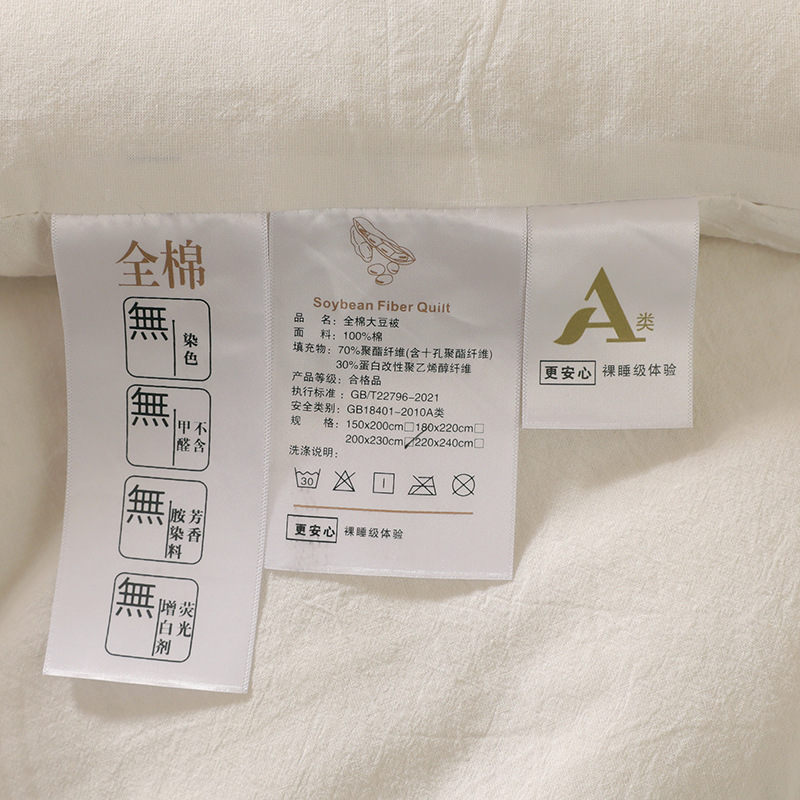 全棉
無 染色
無 不含甲醛
無 芳香胺染料
無 荧光增白剂
Soybean Fiber Quilt
品 名：全棉大豆被
面 料：100%棉
填充物：70%聚酯纤维(含十孔聚酯纤维)
30%蛋白改性聚乙烯醇纤维
产品等级：合格品
执行标准：GB/T22796-2021
安全类别：GB18401-2010A类
规 格：150x200cm□180x220cm□
200x230cm☑220x240cm□
洗涤说明：
30
更安心 裸睡级体验
A类
更安心 裸睡级体验